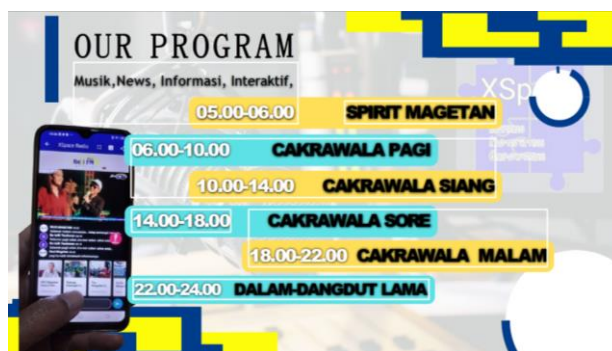 OUR PROGRAM
Musik,News, Informasi, Interaktif,
05.00-06.00 SPIRIT MAGETAN
06.00-10.00 CAKRAWALA PAGI
10.00-14.00 CAKRAWALA SIANG
14.00-18.00 CAKRAWALA SORE
18.00-22.00 CAKRAWALA MALAM
22.00-24.00 DALAM-DANGDUT LAMA
XSp
XSpace Radio